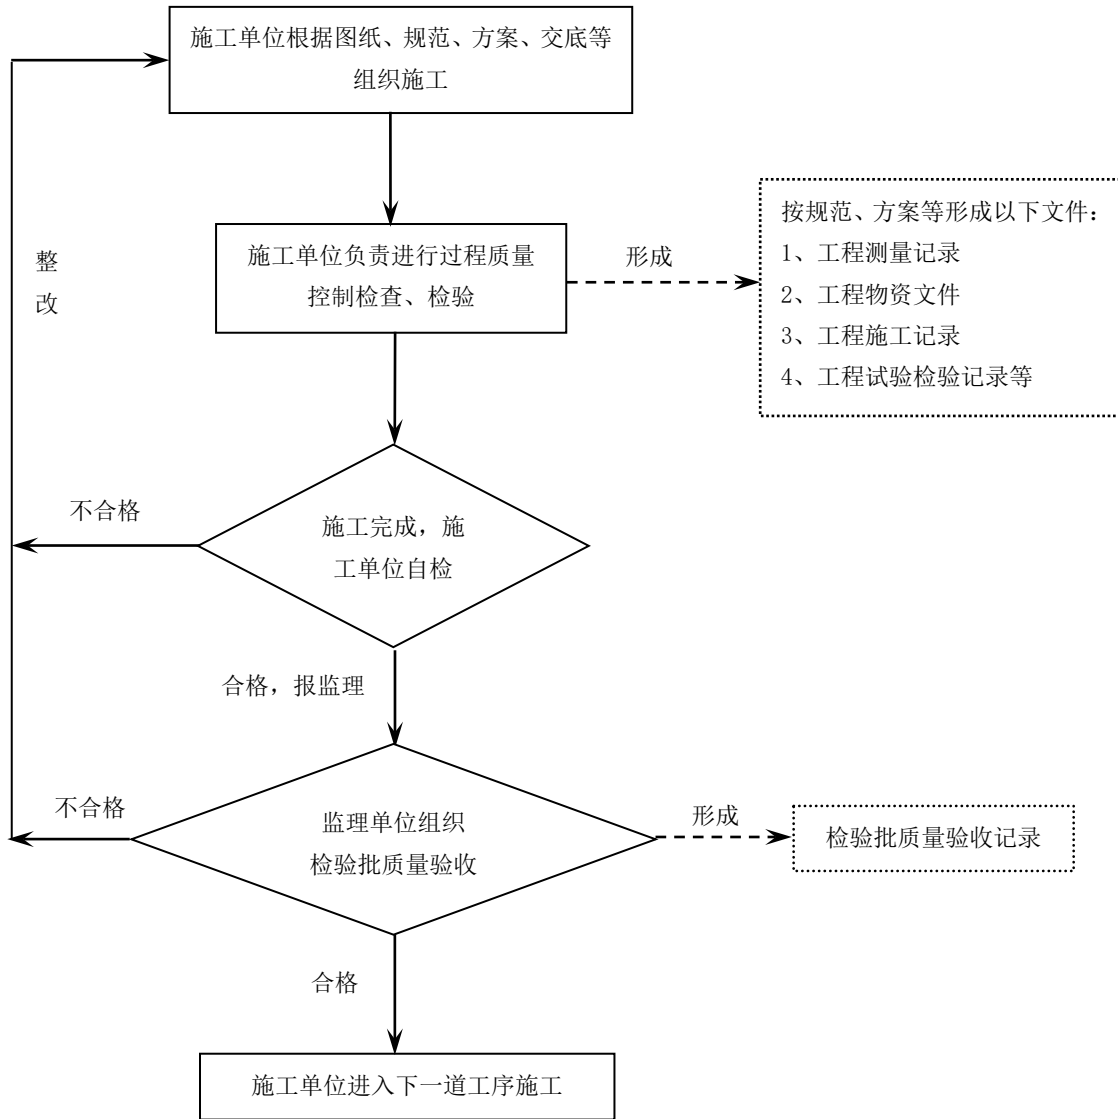 施工单位根据图纸、规范、方案、交底等
组织施工
整
改
施工单位负责进行过程质量
控制检查、检验
形成
按规范、方案等形成以下文件：
1、工程测量记录
2、工程物资文件
3、工程施工记录
4、工程试验检验记录等
不合格
施工完成，施
工单位自检
合格，报监理
不合格
监理单位组织
检验批质量验收
形成
检验批质量验收记录
合格
施工单位进入下一道工序施工